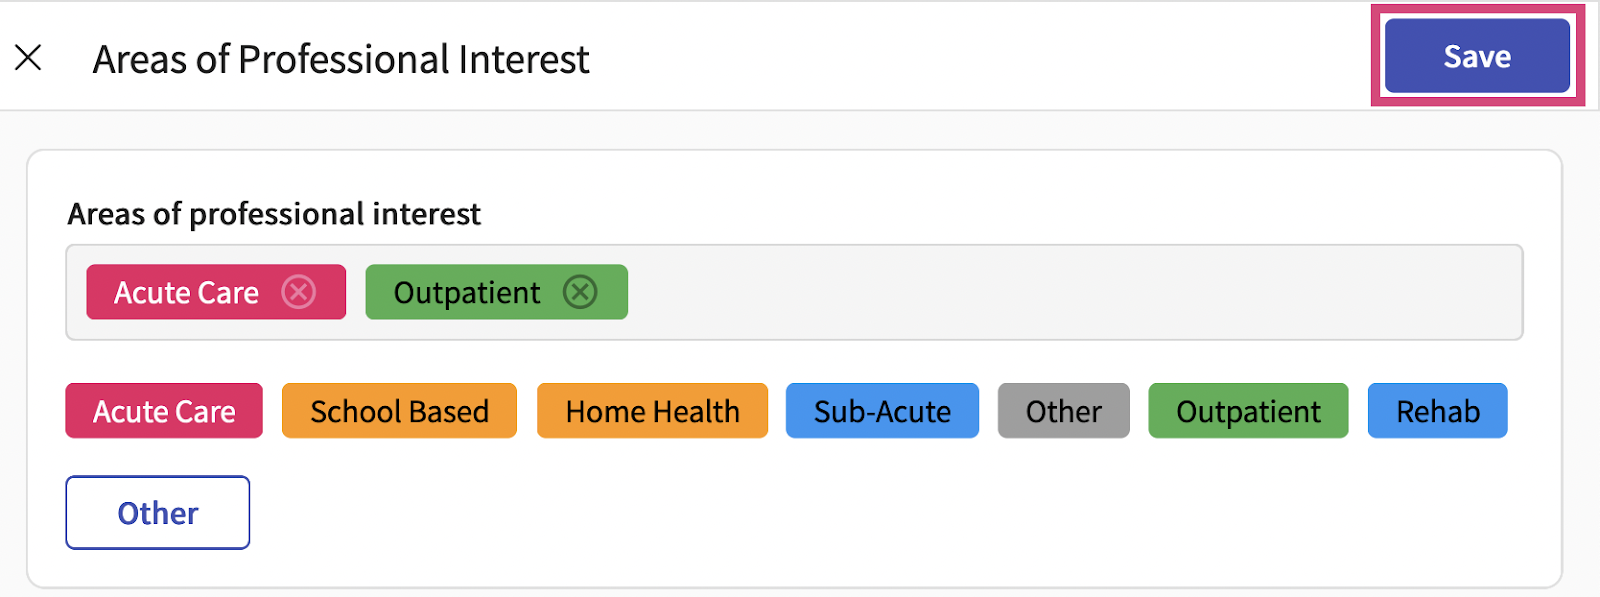 Areas of Professional Interest
Save
Areas of professional interest
Acute Care Outpatient
Acute Care School Based Home Health Sub-Acute Other Outpatient Rehab
Other